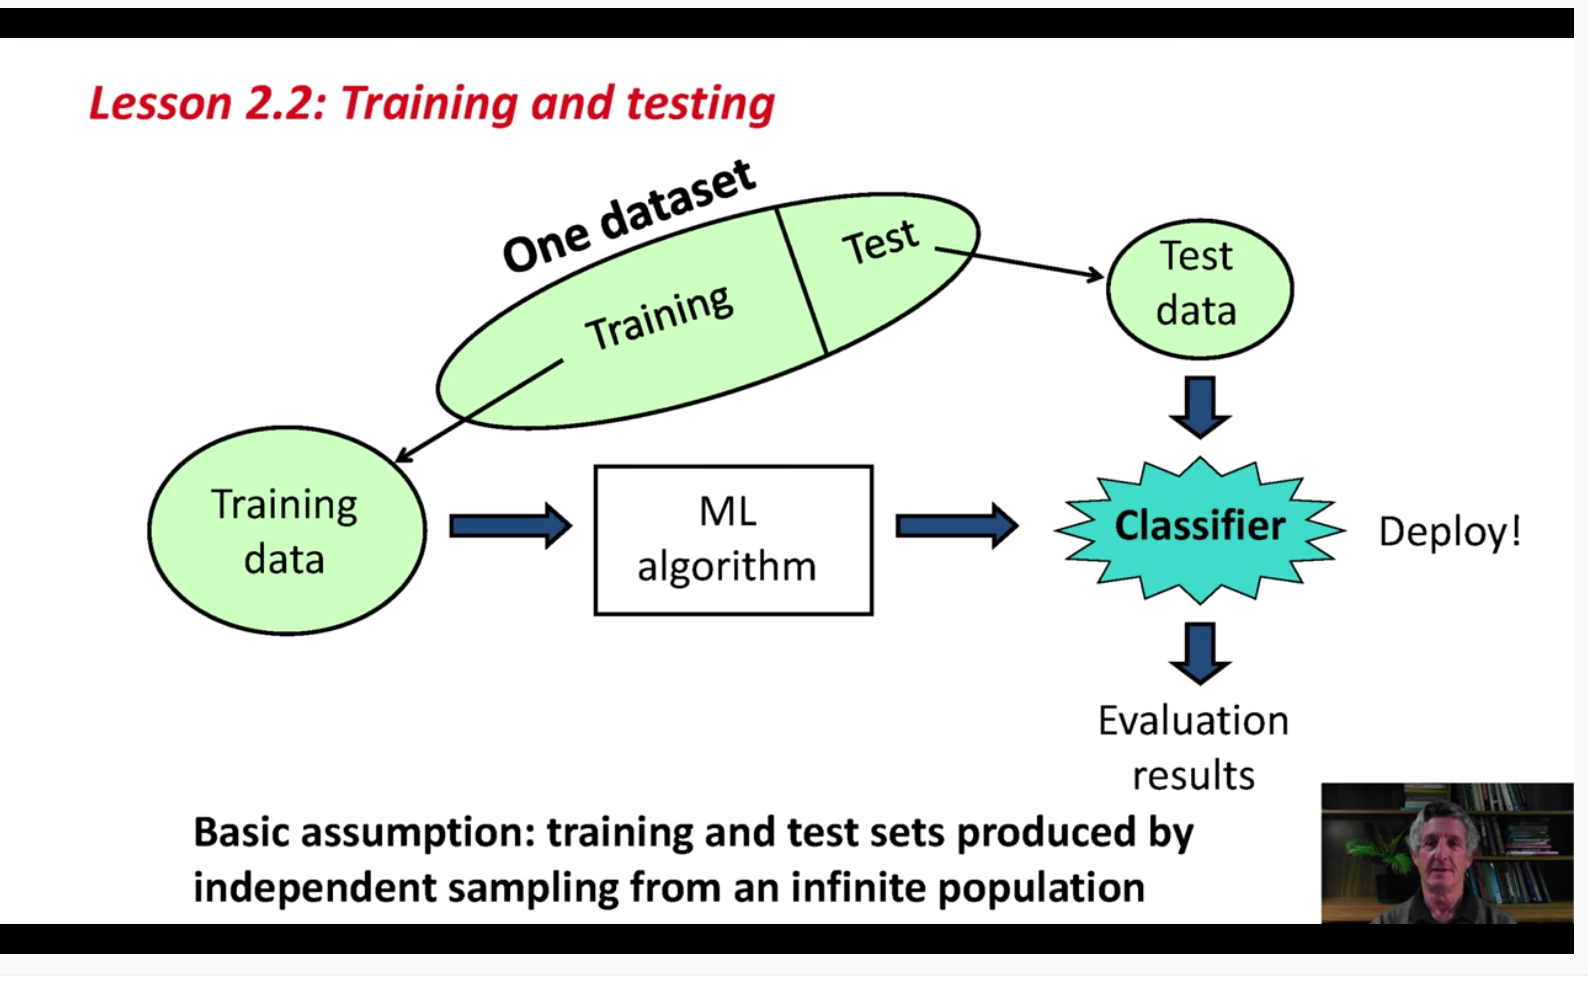 Lesson 2.2: Training and testing
One dataset
Training
Test
Test
data
Training
data
ML
algorithm
Classifier
Deploy!
Evaluation
results
Basic assumption: training and test sets produced by
independent sampling from an infinite population